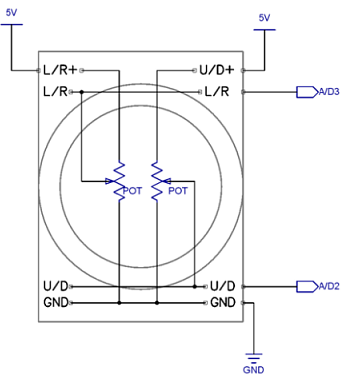 5V
5V
L/R+ U/D+
L/R L/R A/D3
POT POT
U/D U/D A/D2
GND GND
GND